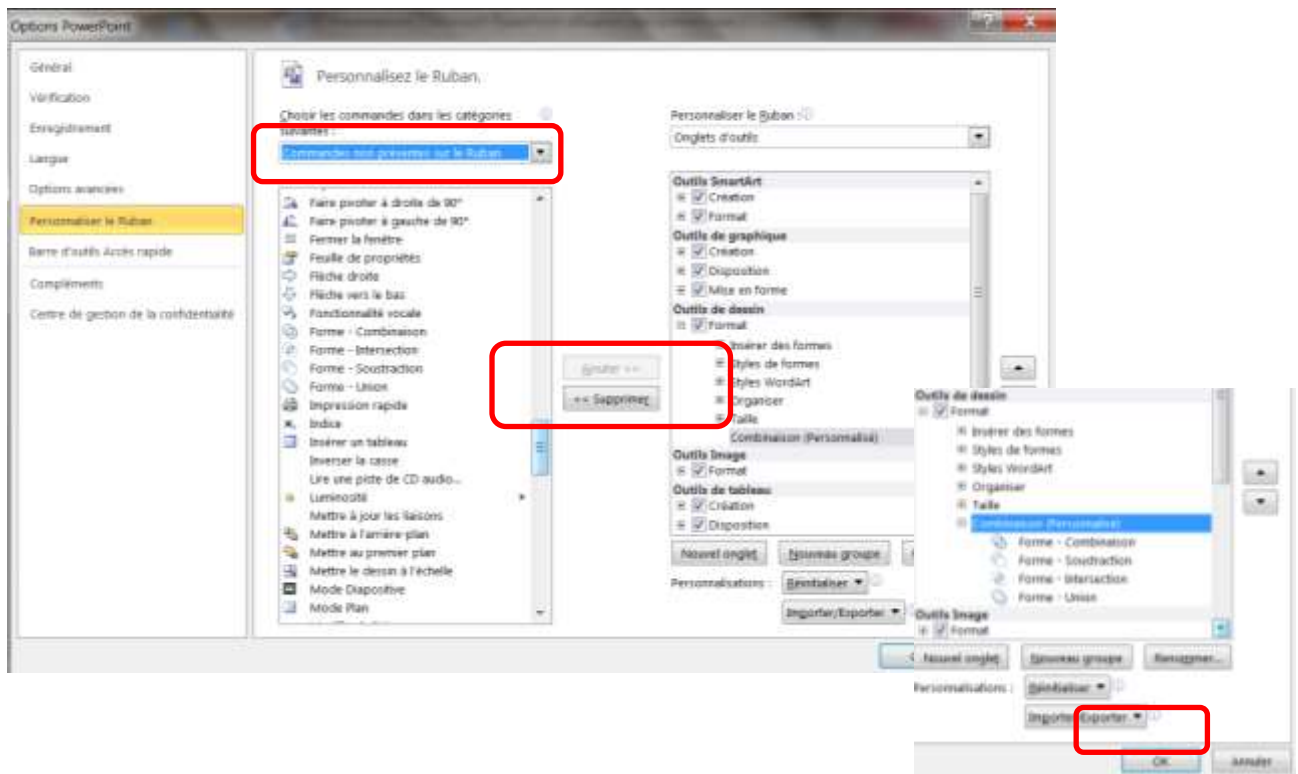 Options PowerPoint
Général
Vérification
Enregistrement
Langue
Options avancées
Personnaliser le Ruban
Barre d'outils Accès rapide
Compléments
Centre de gestion de la confidentialité
Personnalisez le Ruban.
Choisir les commandes dans les catégories
suivantes :
Commandes non présentes sur le Ruban
Faire pivoter à droite de 90°
Faire pivoter à gauche de 90°
Fermer la fenêtre
Feuille de propriétés
Flèche droite
Flèche vers le bas
Fonctionnalité vocale
Forme - Combinaison
Forme - Intersection
Forme - Soustraction
Forme - Union
Impression rapide
Indice
Insérer un tableau
Inverser la casse
Lire une piste de CD audio...
Luminosité
Mettre à jour les liaisons
Mettre à l'arrière-plan
Mettre au premier plan
Mettre le dessin à l'échelle
Mode Diapositive
Mode Plan
Ajouter >>
<< Supprimer
Personnaliser le Ruban :
Onglets d'outils
Outils SmartArt
Création
Format
Outils de graphique
Création
Disposition
Mise en forme
Outils de dessin
Format
Insérer des formes
Styles de formes
Styles WordArt
Organiser
Taille
Combinaison (Personnalisé)
Outils Image
Format
Outils de tableau
Création
Disposition
Nouvel onglet Nouveau groupe
Personnalisations : Réinitialiser
Importer/Exporter
Outils de dessin
Format
Insérer des formes
Styles de formes
Styles WordArt
Organiser
Taille
Combinaison (Personnalisé)
Forme - Combinaison
Forme - Soustraction
Forme - Intersection
Forme - Union
Outils Image
Format
Nouvel onglet Nouveau groupe Renommer...
Personnalisations : Réinitialiser
Importer/Exporter
OK Annuler